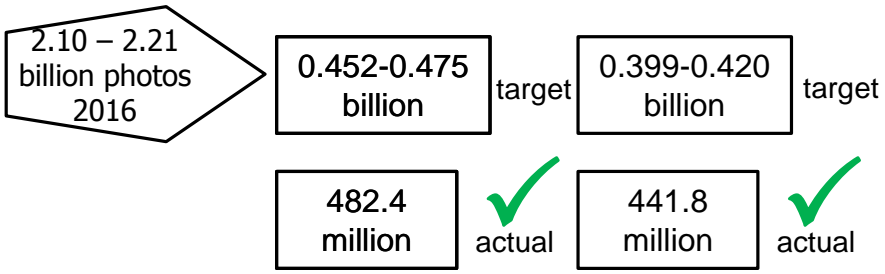 2.10 – 2.21
billion photos
2016
0.452-0.475
billion
target
0.399-0.420
billion
target
482.4
million
actual
441.8
million
actual